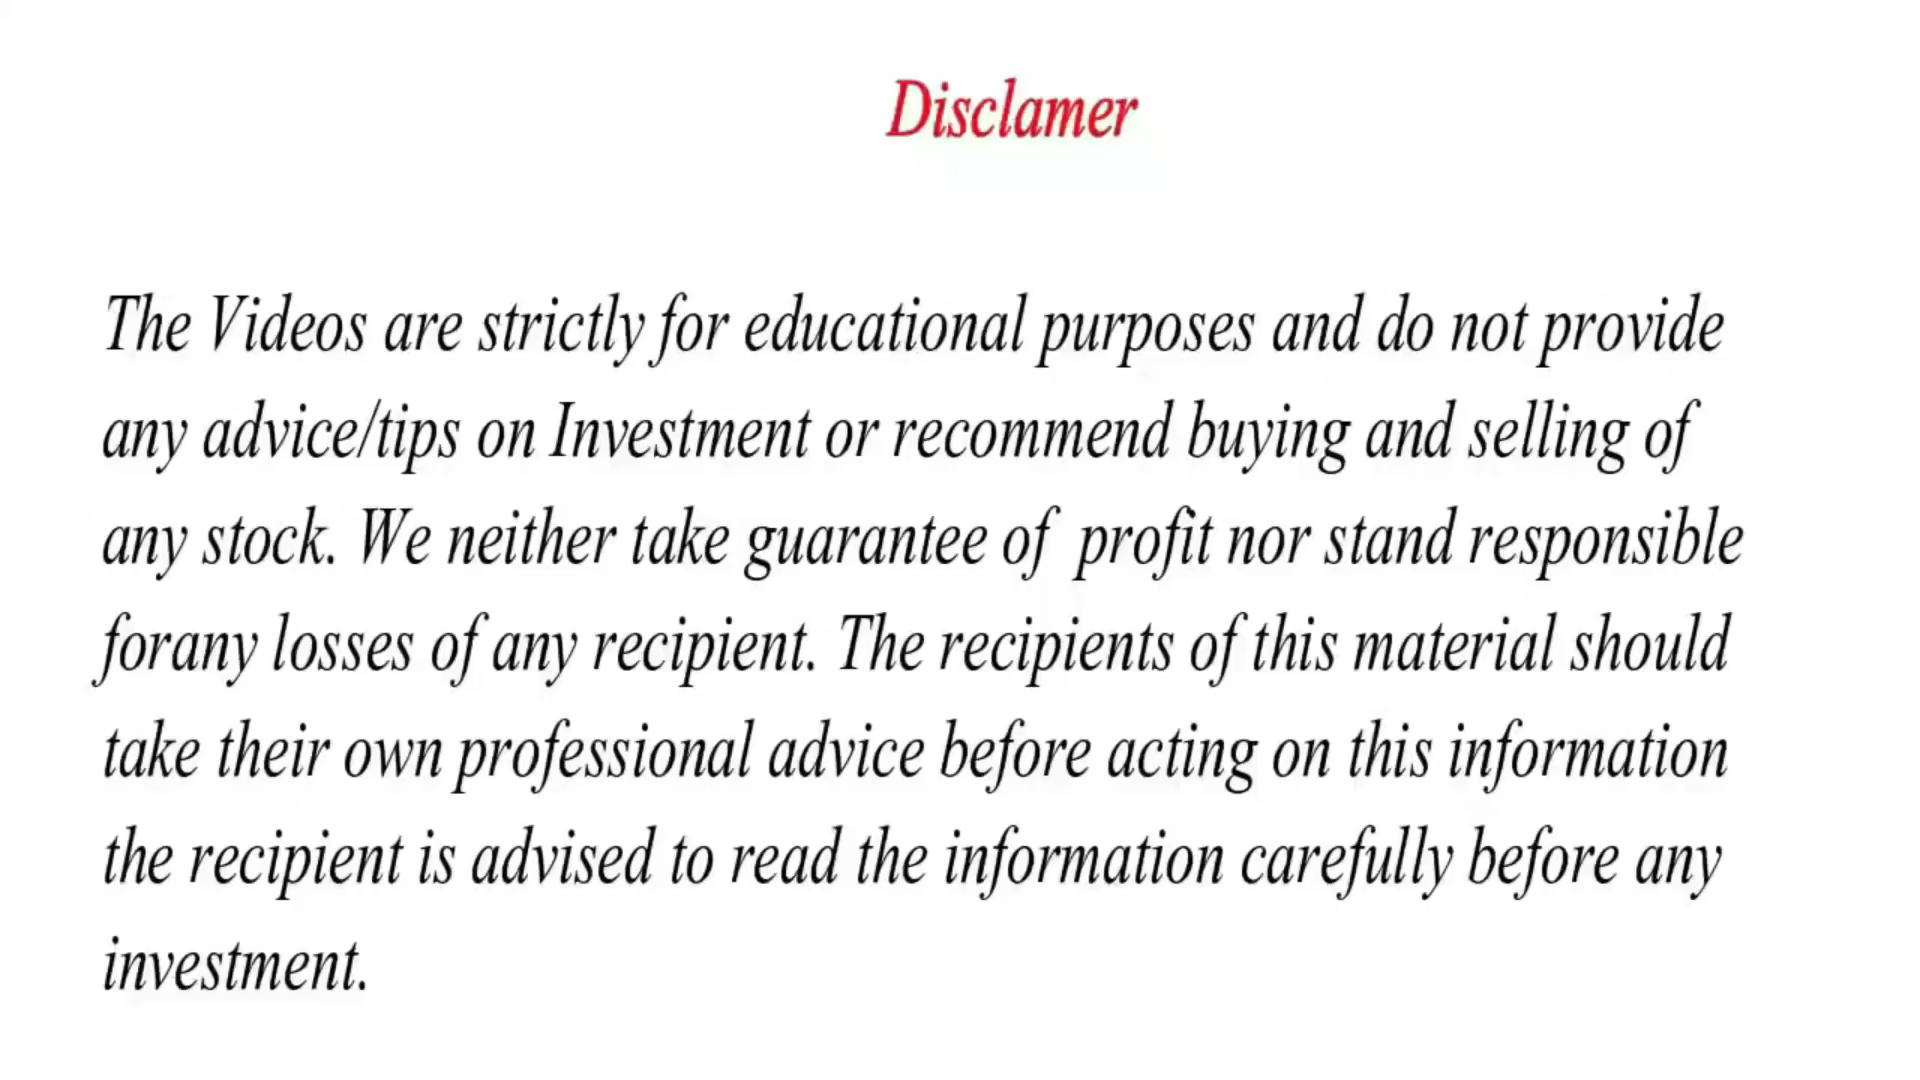 Disclamer
The Videos are strictly for educational purposes and do not provide
any advice/tips on Investment or recommend buying and selling of
any stock. We neither take guarantee of  profit nor stand responsible
forany losses of any recipient. The recipients of this material should
take their own professional advice before acting on this information
the recipient is advised to read the information carefully before any
investment.